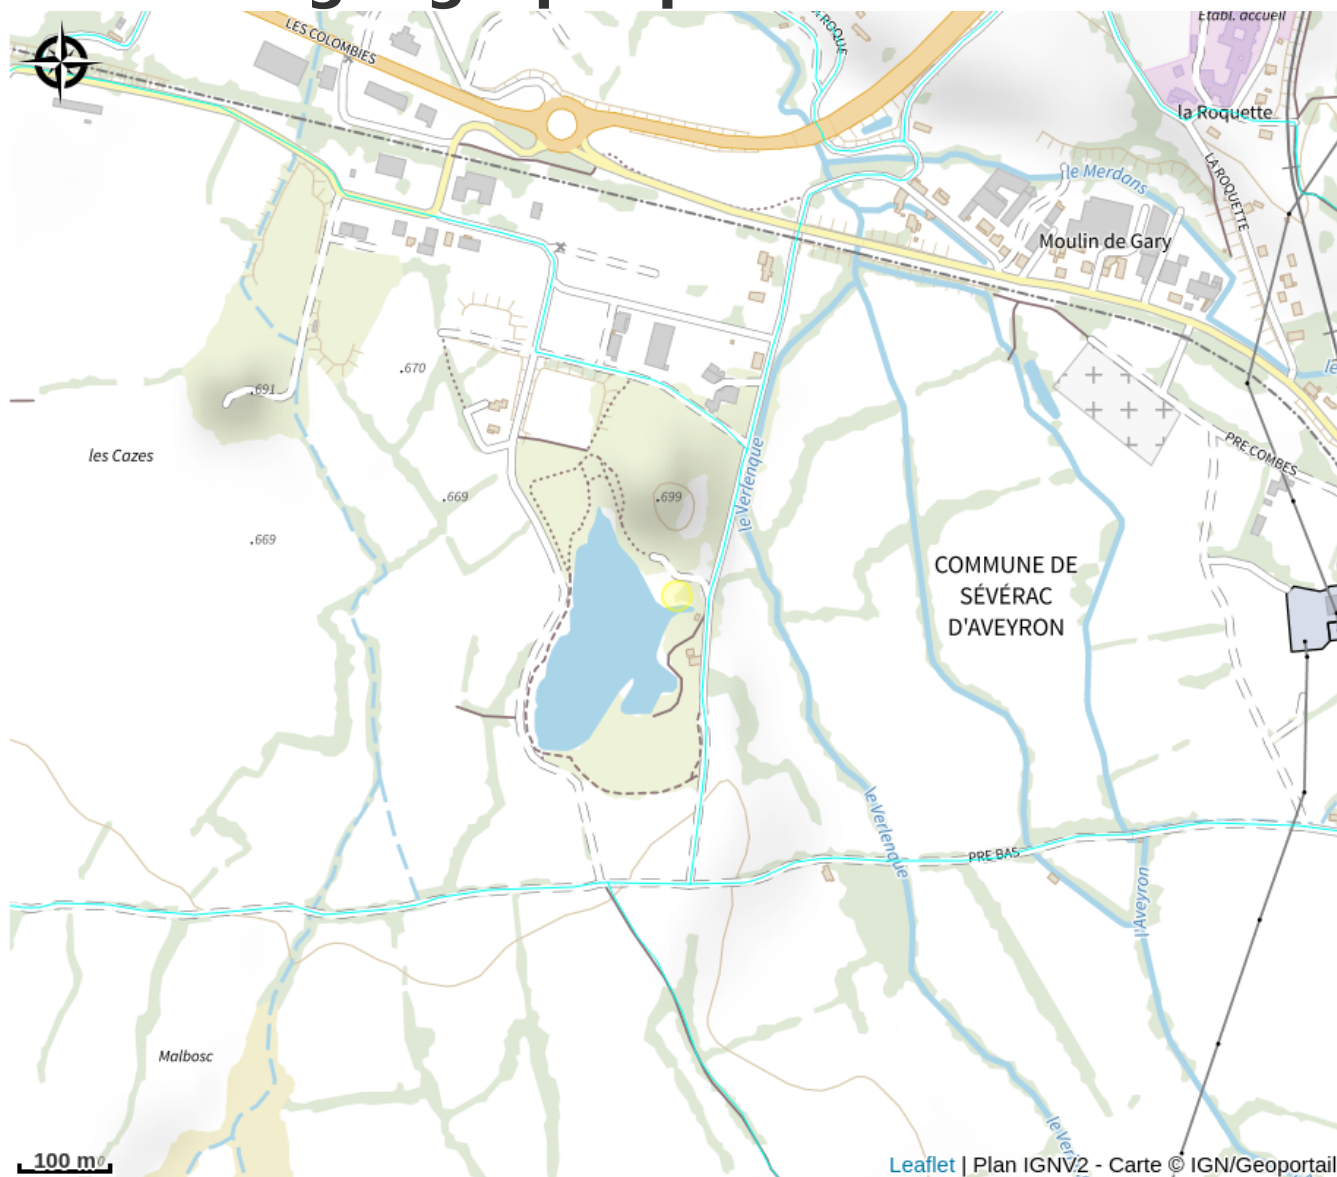 LES COLOMBIES
Etabl. accueil
la Roquette
LA ROQUETTE
le Merdans
Moulin de Gary
.691
.670
les Cazes
.669
.669
.699
le Verlenque
PRE COMBES
COMMUNE DE
SÉVÉRAC
D'AVEYRON
le Verlenque
PRE BAS
l'Aveyron
Malbosc
100 m
Leaflet | Plan IGNV2 - Carte © IGN/Geoportail